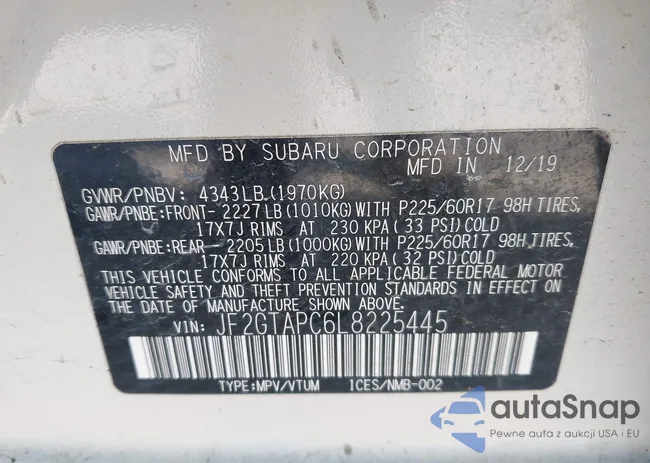 MFD BY SUBARU CORPORATION
MFD IN 12/19
GVWR/PNBV: 4343LB(1970KG)
GAWR/PNBE:FRONT-2227LB(1010KG)WITH P225/60R17 98H TIRES,
17X7J RIMS AT 230 KPA(33 PSI)COLD
GAWR/PNBE:REAR-2205LB(1000KG)WITH P225/60R17 98H TIRES,
17X7J RIMS AT 220 KPA(32 PSI)COLD
THIS VEHICLE CONFORMS TO ALL APPLICABLE FEDERAL MOTOR
VEHICLE SAFETY AND THEFT PREVENTION STANDARDS IN EFFECT ON
THE DATE OF MANUFACTURE SHOWN ABOVE.
VIN: JF2GTAPC6L8225445
TYPE:MPV/VTUM ICES/NMB-002
autaSnap
Pewne auta z aukcji USA i EU